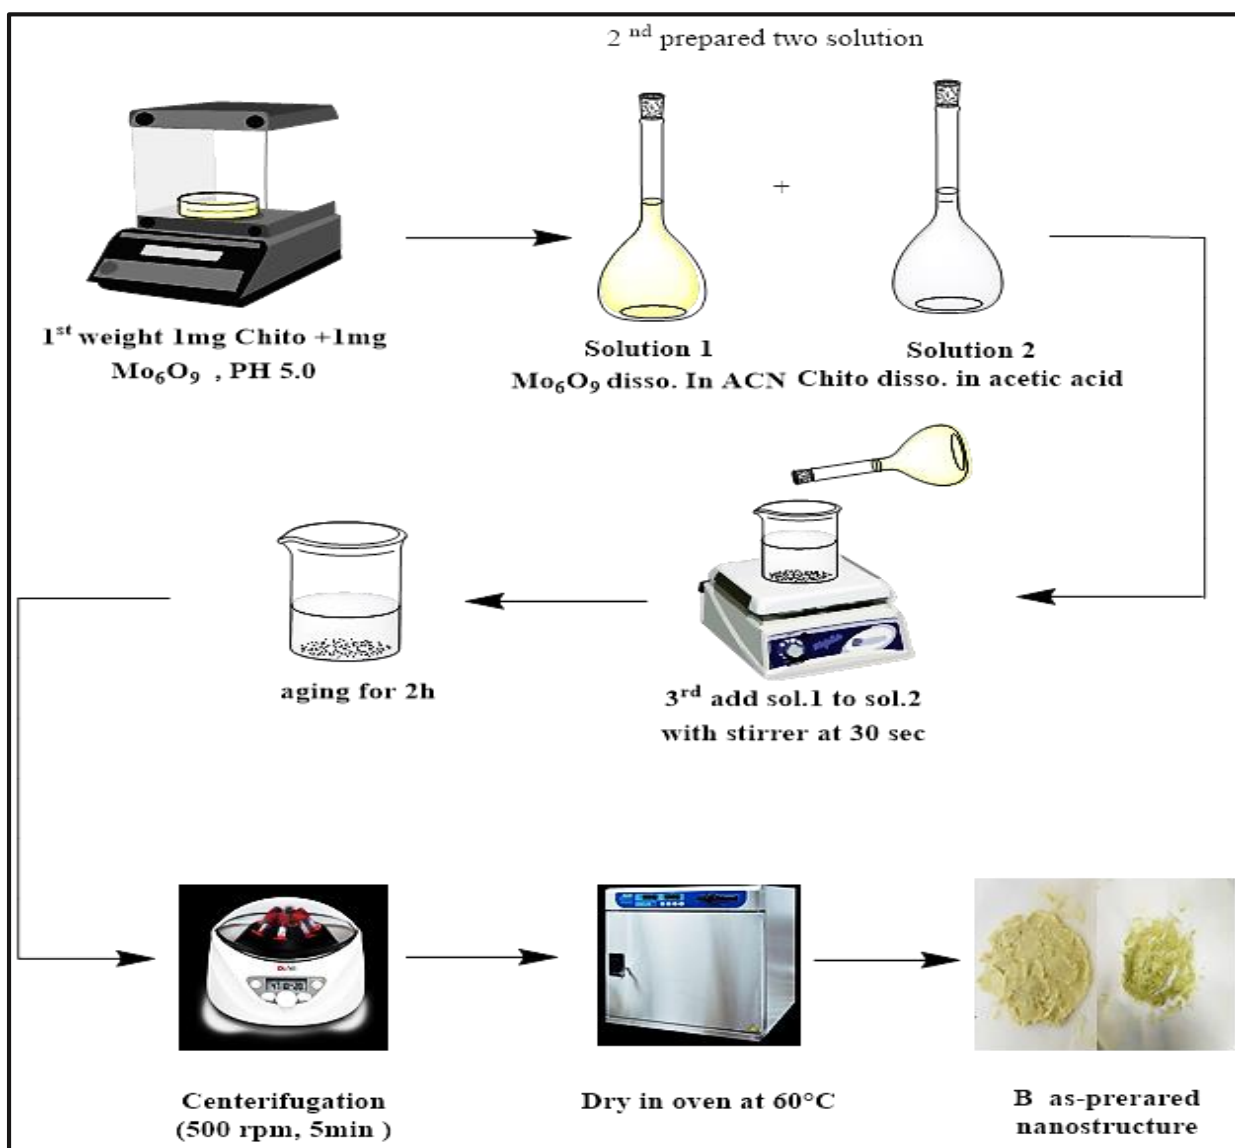 2 nd prepared two solution
+
1st weight 1mg Chito +1mg
Mo6O9 , PH 5.0
Solution 1
Mo6O9 disso. In ACN
Solution 2
Chito disso. in acetic acid
3rd add sol.1 to sol.2
with stirrer at 30 sec
aging for 2h
Centerifugation
(500 rpm, 5min )
Dry in oven at 60°C
B as-prerared
nanostructure